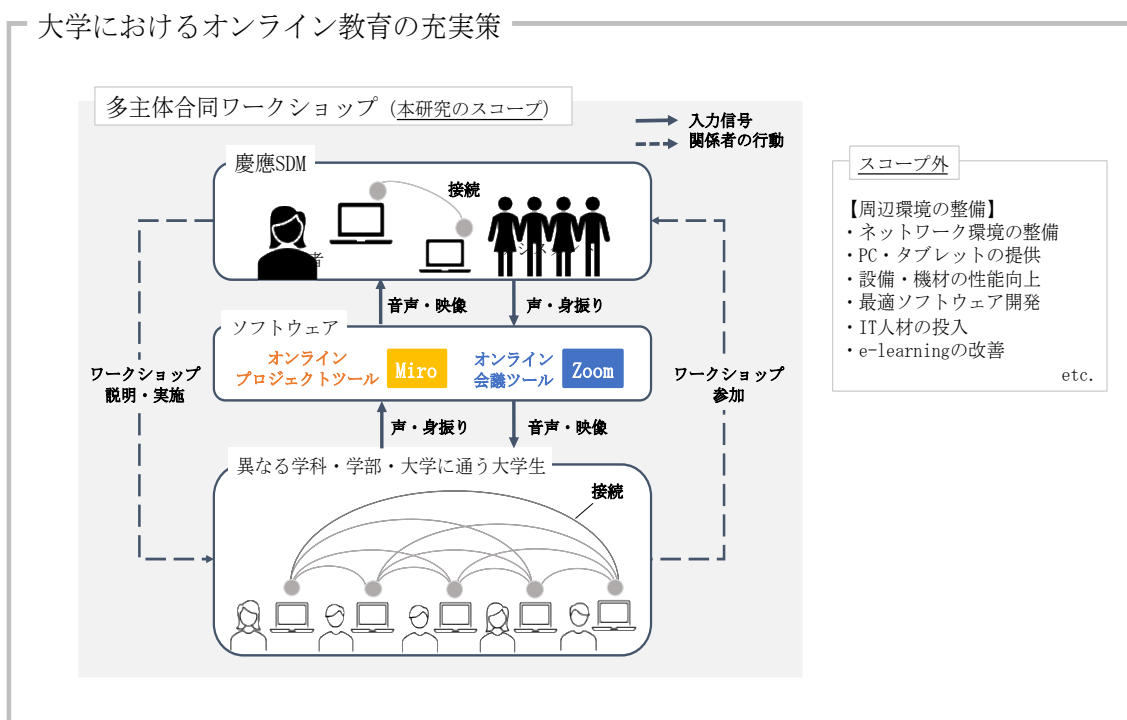 大学におけるオンライン教育の充実策
多主体合同ワークショップ（本研究のスコープ）
入力信号
関係者の行動
慶應SDM
接続
者
音声・映像
声・身振り
ソフトウェア
オンライン
プロジェクトツール
Miro
オンライン
会議ツール
Zoom
ワークショップ
説明・実施
ワークショップ
参加
声・身振り
音声・映像
異なる学科・学部・大学に通う大学生
接続
スコープ外
【周辺環境の整備】
・ネットワーク環境の整備
・PC・タブレットの提供
・設備・機材の性能向上
・最適ソフトウェア開発
・IT人材の投入
・e-learningの改善
etc.